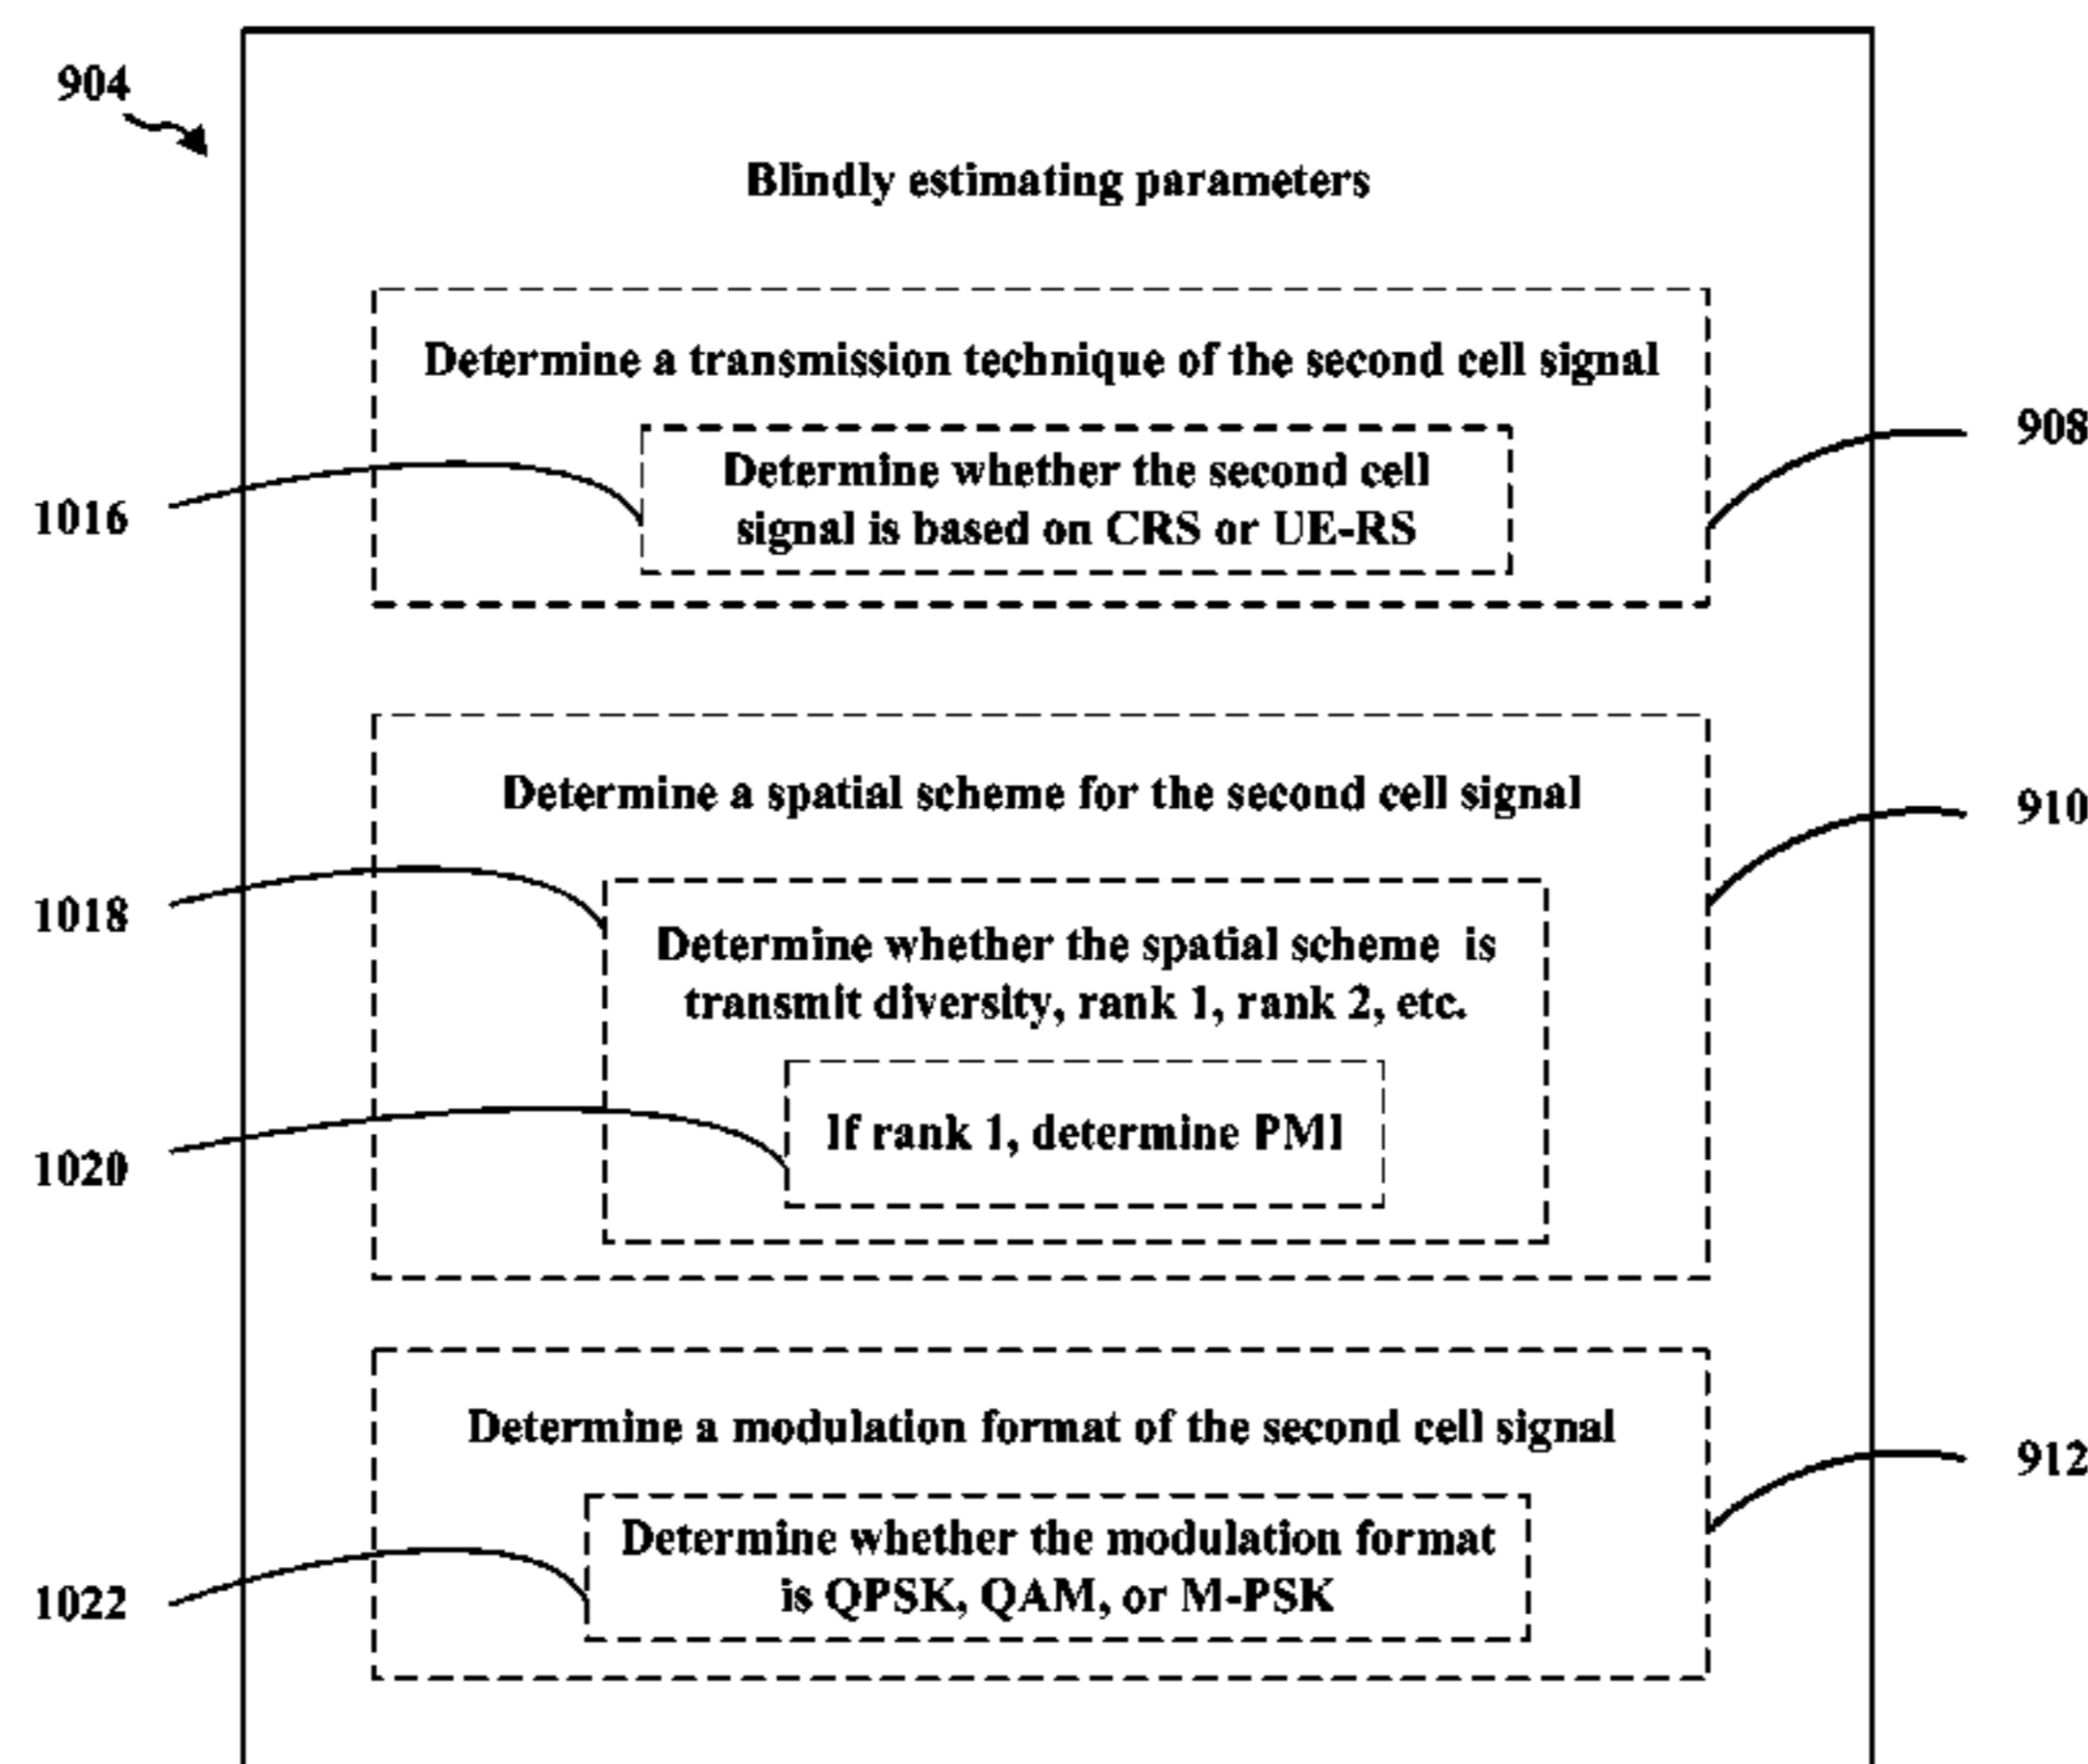 904
Blindly estimating parameters
Determine a transmission technique of the second cell signal
908
Determine whether the second cell
signal is based on CRS or UE-RS
1016
Determine a spatial scheme for the second cell signal
910
1018
Determine whether the spatial scheme is
transmit diversity, rank 1, rank 2, etc.
If rank 1, determine PMI
1020
Determine a modulation format of the second cell signal
912
Determine whether the modulation format
is QPSK, QAM, or M-PSK
1022